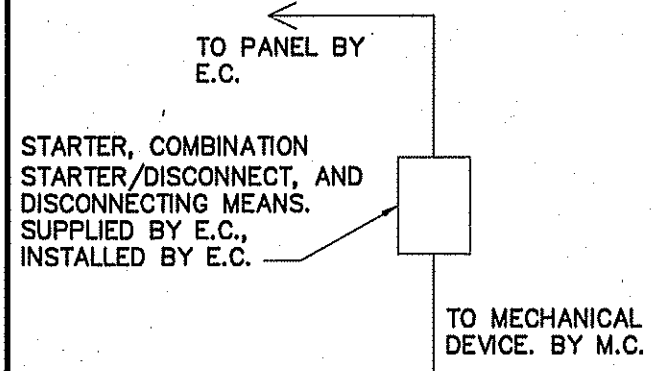 TO PANEL BY
E.C.
STARTER, COMBINATION
STARTER/DISCONNECT, AND
DISCONNECTING MEANS.
SUPPLIED BY E.C.,
INSTALLED BY E.C.
TO MECHANICAL
DEVICE. BY M.C.